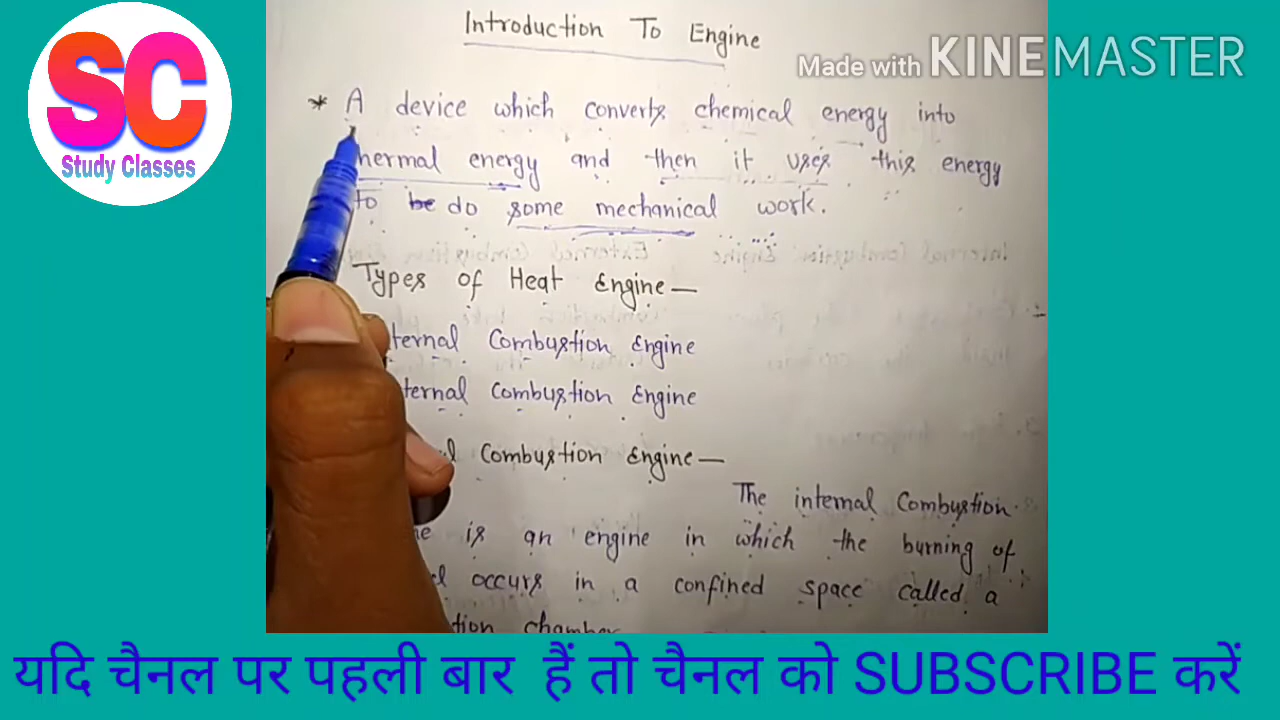 SC
Study Classes
Made with KINEMASTER
Introduction To Engine
* A device which converts chemical energy into
thermal energy and then it uses this energy
to be do some mechanical work.
Types of Heat Engine—
Combustion Engine
Combustion Engine
Combustion Engine—
The internal Combustion
is an engine in which the burning of
occurs in a confined space called a
chamber
यदि चैनल पर पहली बार हैं तो चैनल को SUBSCRIBE करें